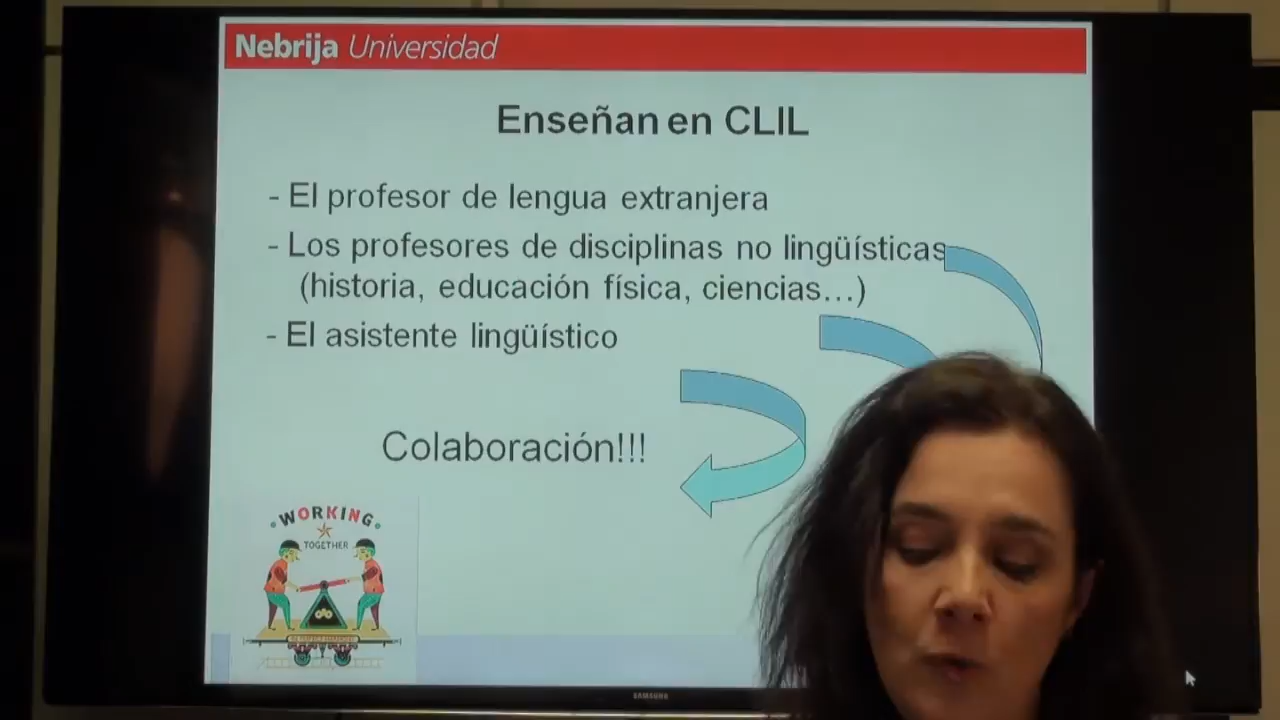 Nebrija Universidad
Enseñan en CLIL
- El profesor de lengua extranjera
- Los profesores de disciplinas no lingüísticas
(historia, educación física, ciencias...)
- El asistente lingüístico
Colaboración!!!
WORKING
TOGETHER
SAMSUNG